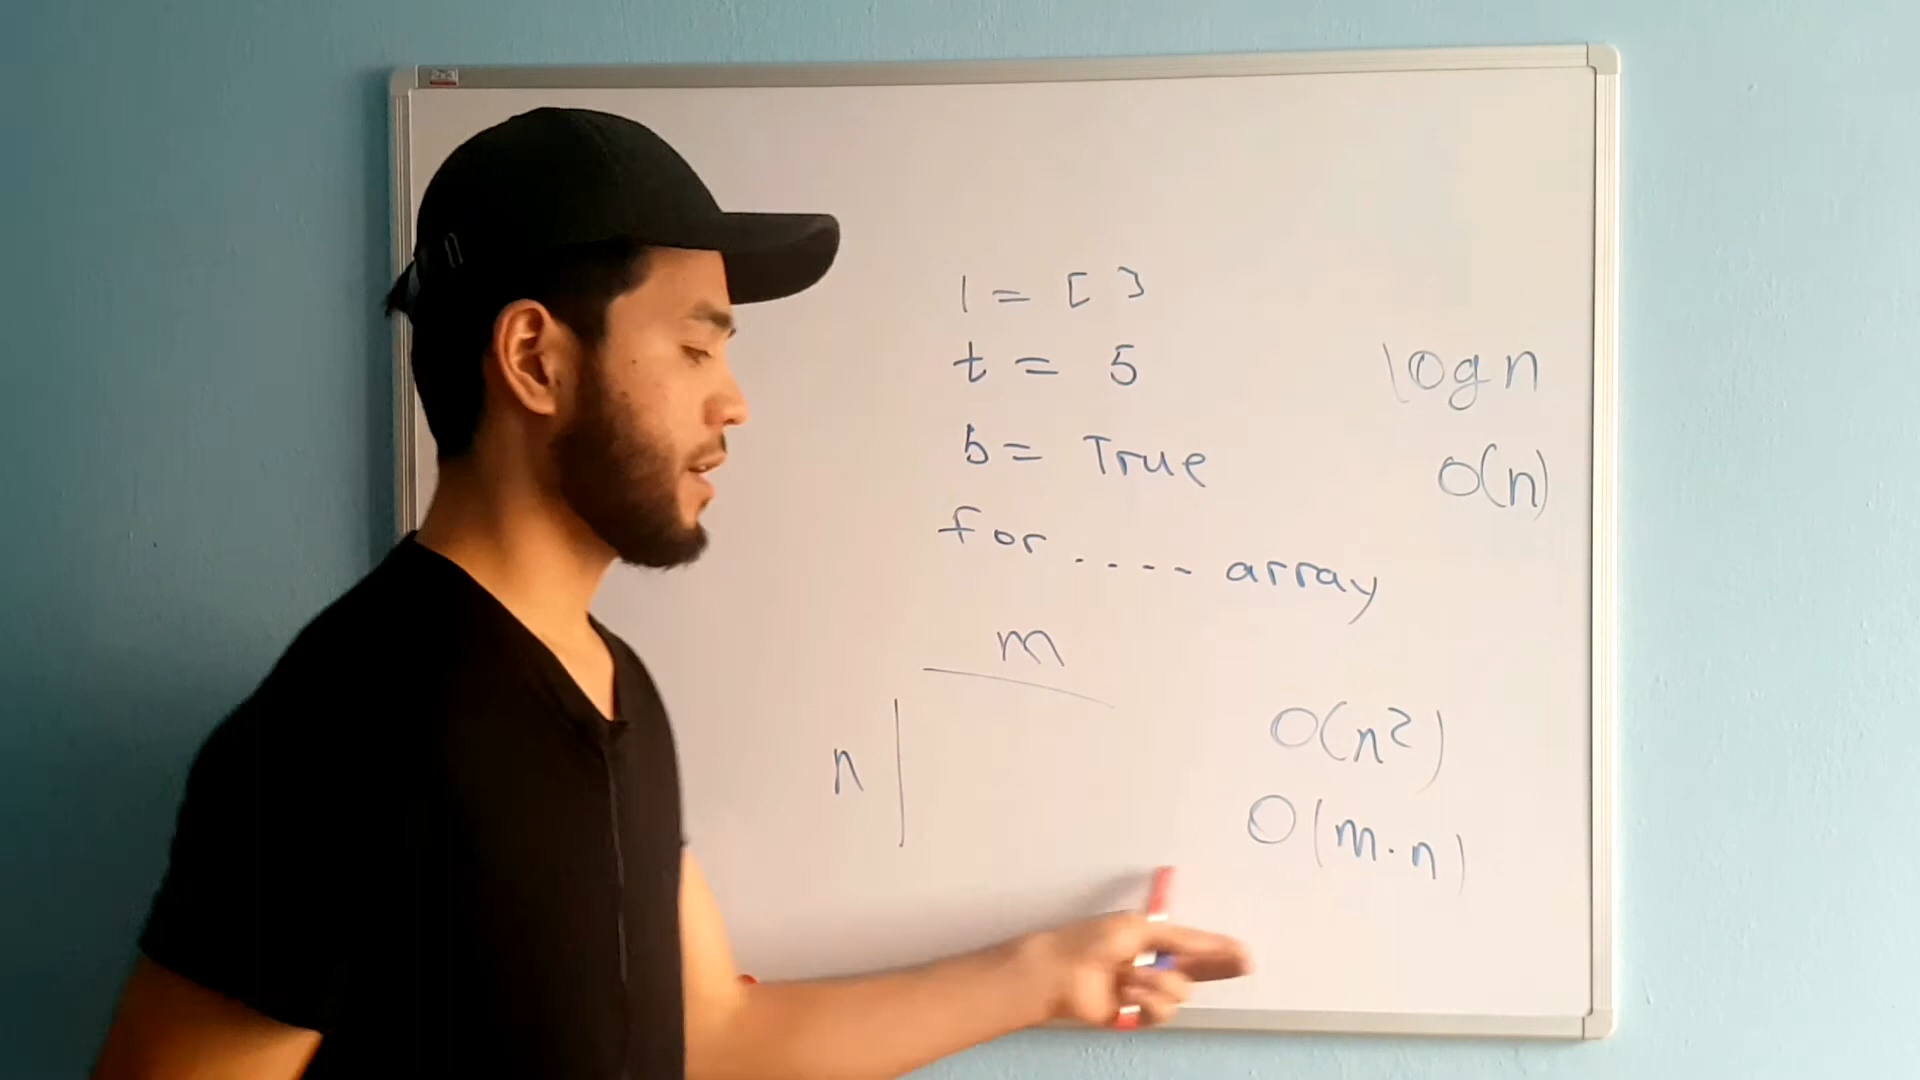 l = [ ]
t = 5
b = True
for .... array
log n
O(n)
m
n
O(n²)
O(m.n)